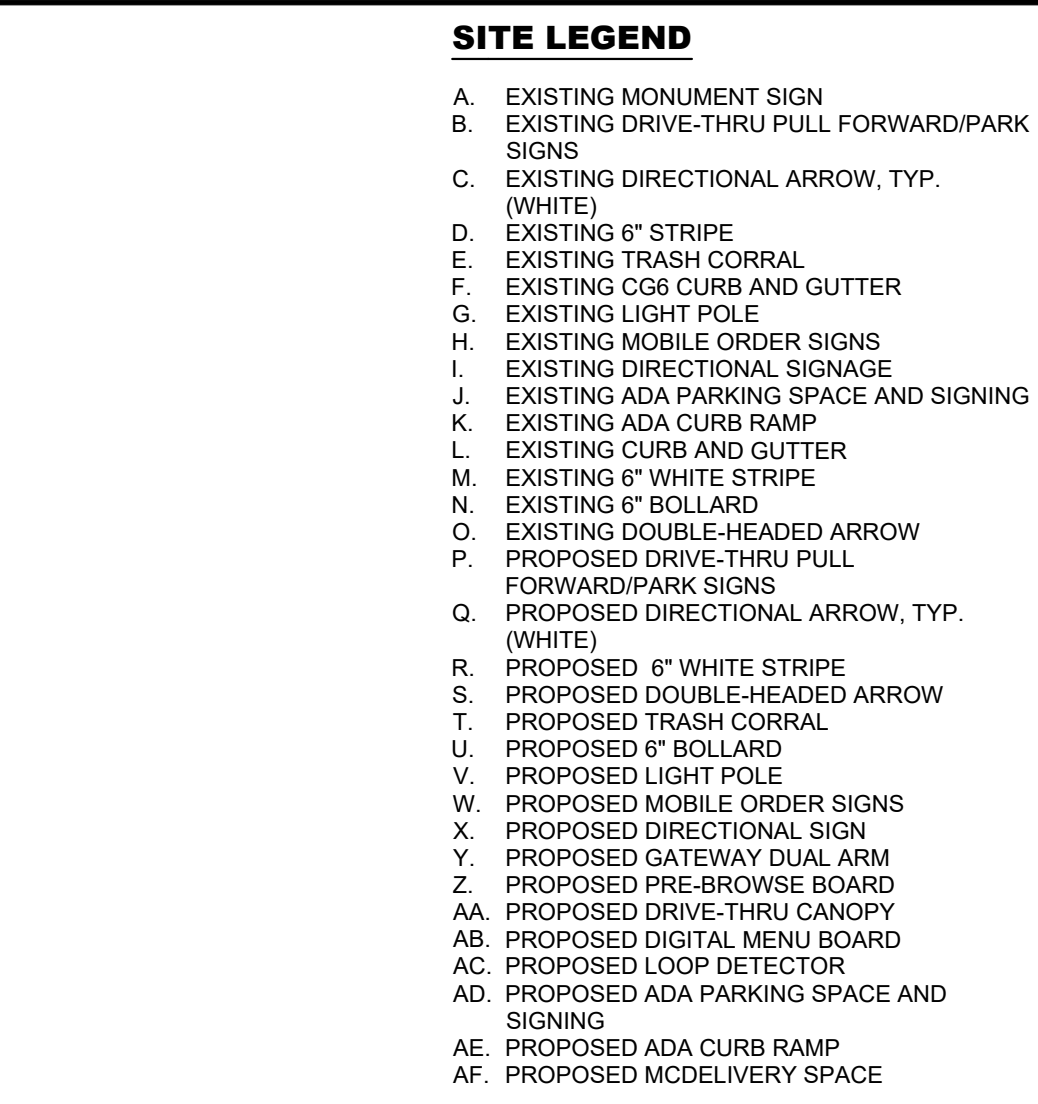 SITE LEGEND
A. EXISTING MONUMENT SIGN
B. EXISTING DRIVE-THRU PULL FORWARD/PARK
SIGNS
C. EXISTING DIRECTIONAL ARROW, TYP.
(WHITE)
D. EXISTING 6" STRIPE
E. EXISTING TRASH CORRAL
F. EXISTING CG6 CURB AND GUTTER
G. EXISTING LIGHT POLE
H. EXISTING MOBILE ORDER SIGNS
I. EXISTING DIRECTIONAL SIGNAGE
J. EXISTING ADA PARKING SPACE AND SIGNING
K. EXISTING ADA CURB RAMP
L. EXISTING CURB AND GUTTER
M. EXISTING 6" WHITE STRIPE
N. EXISTING 6" BOLLARD
O. EXISTING DOUBLE-HEADED ARROW
P. PROPOSED DRIVE-THRU PULL
FORWARD/PARK SIGNS
Q. PROPOSED DIRECTIONAL ARROW, TYP.
(WHITE)
R. PROPOSED 6" WHITE STRIPE
S. PROPOSED DOUBLE-HEADED ARROW
T. PROPOSED TRASH CORRAL
U. PROPOSED 6" BOLLARD
V. PROPOSED LIGHT POLE
W. PROPOSED MOBILE ORDER SIGNS
X. PROPOSED DIRECTIONAL SIGN
Y. PROPOSED GATEWAY DUAL ARM
Z. PROPOSED PRE-BROWSE BOARD
AA. PROPOSED DRIVE-THRU CANOPY
AB. PROPOSED DIGITAL MENU BOARD
AC. PROPOSED LOOP DETECTOR
AD. PROPOSED ADA PARKING SPACE AND
SIGNING
AE. PROPOSED ADA CURB RAMP
AF. PROPOSED MCDELIVERY SPACE